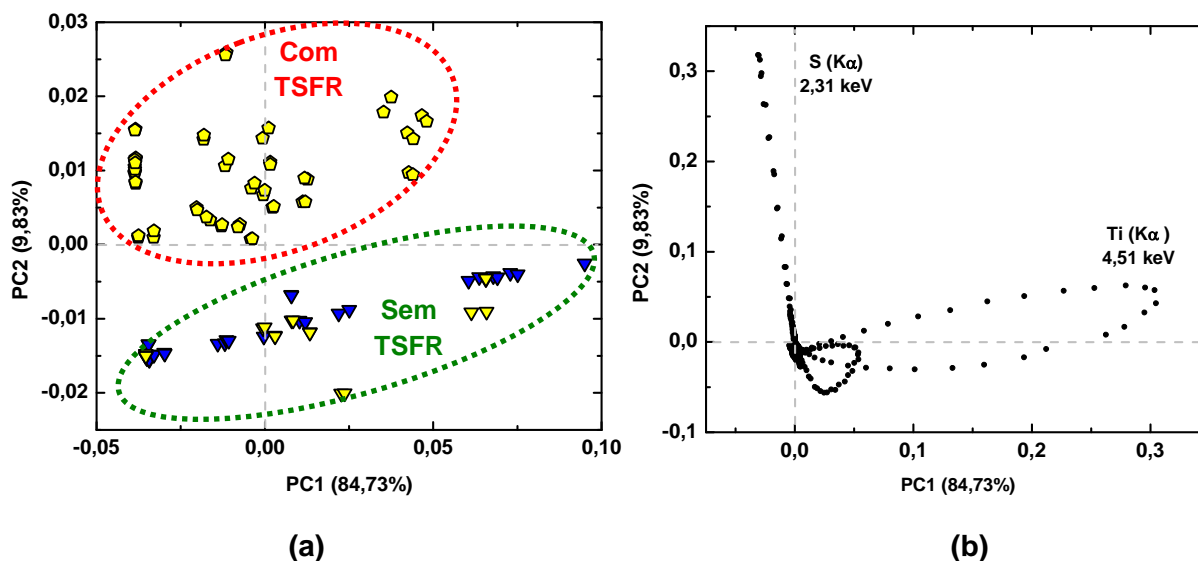 0,03
0,02
0,01
0,00
-0,01
-0,02
-0,05
0,00
0,05
0,10
PC2 (9,83%)
PC1 (84,73%)
Com
TSFR
Sem
TSFR
(a)
0,3
0,2
0,1
0,0
-0,1
0,0
0,1
0,2
0,3
PC2 (9,83%)
PC1 (84,73%)
S (Kα)
2,31 keV
Ti (Kα )
4,51 keV
(b)